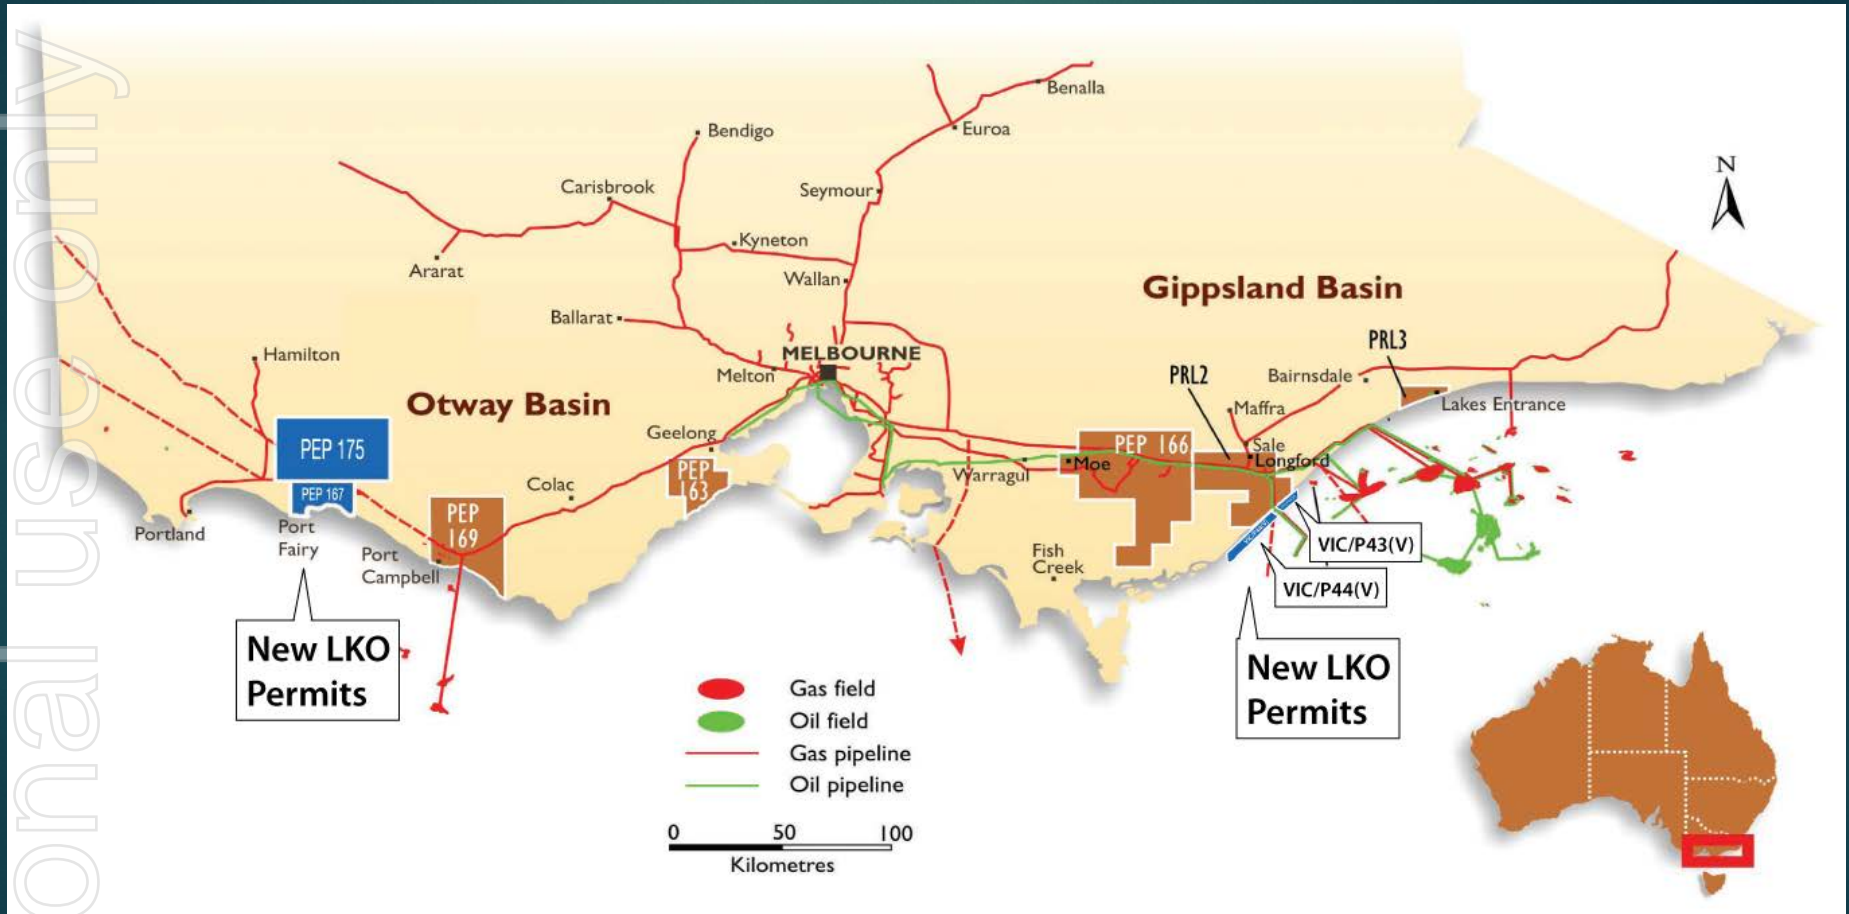 onal use only
Benalla
Euroa
Bendigo
Seymour
Carisbrook
N
Kyneton
Ararat
Wallan
Gippsland Basin
Ballarat
PRL3
Hamilton
MELBOURNE
Melton
PRL2
Bairnsdale
Otway Basin
Maffra
Lakes Entrance
Geelong
PEP 175
PEP 166
Sale
Longford
Moe
Warragul
PEP
163
Colac
PEP 167
PEP
169
Portland
Port
Fairy
Port
Campbell
Fish
Creek
VIC/P43(V)
VIC/P44(V)
New LKO
Permits
New LKO
Permits
Gas field
Oil field
Gas pipeline
Oil pipeline
0 50 100
Kilometres